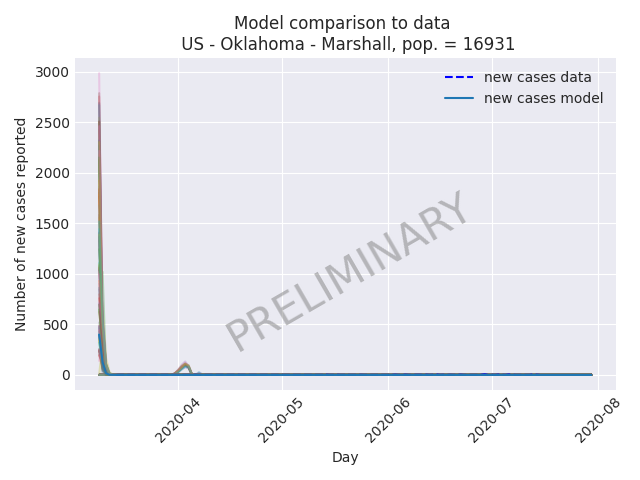 Model comparison to data
US - Oklahoma - Marshall, pop. = 16931
new cases data
new cases model
Number of new cases reported
3000
2500
2000
1500
1000
500
0
PRELIMINARY
2020-04
2020-05
2020-06
2020-07
2020-08
Day